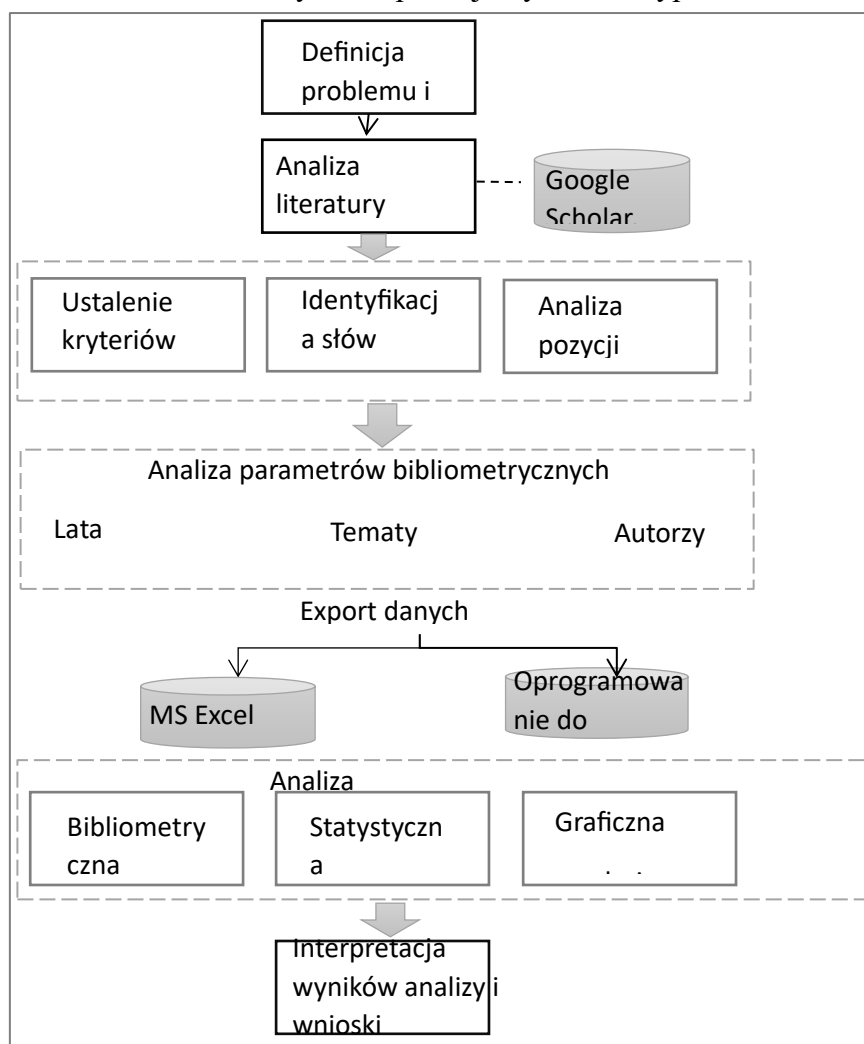 Definicja
problemu i
Analiza
literatury
Google
Scholar.
Ustalenie
kryteriów
Identyfikacj
a słów
Analiza
pozycji
Analiza parametrów bibliometrycznych
Lata
Tematy
Autorzy
Export danych
MS Excel
Oprogramowa
nie do
Analiza
Bibliometry
czna
Statystyczn
a
Graficzna
Interpretacja
wyników analizy i
wnioski